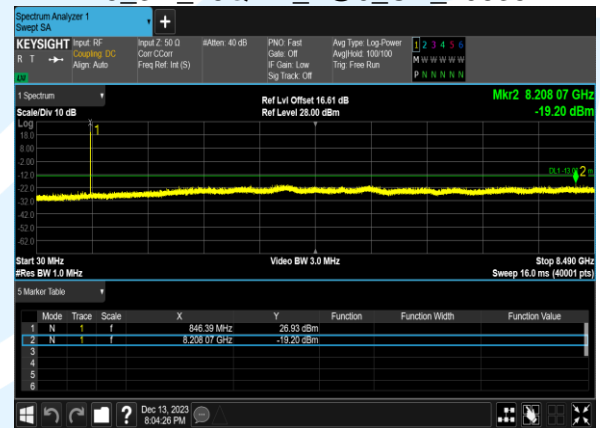 Spectrum Analyzer 1
Swept SA
+
KEYSIGHT Input: RF Input Z: 50 Ω #Atten: 40 dB PNO: Fast Avg Type: Log-Power 1 2 3 4 5 6
R T Coupling: DC Corr CCorr Gate: Off Avg|Hold: 100/100 M W W W W W
Align: Auto Freq Ref: Int (S) IF Gain: Low Trig: Free Run
Sig Track: Off P N N N N N
1 Spectrum Ref Lvl Offset 16.61 dB Mkr2 8.208 07 GHz
Scale/Div 10 dB Ref Level 28.00 dBm -19.20 dBm
Log
18.0 1
8.00
-2.00
-12.0 2
-22.0
-32.0
-42.0
-52.0
-62.0
Start 30 MHz Video BW 3.0 MHz Stop 8.490 GHz
#Res BW 1.0 MHz Sweep 16.0 ms (40001 pts)
5 Marker Table
Mode Trace Scale X Y Function Function Width Function Value
1 N 1 f 846.39 MHz 26.93 dBm
2 N 1 f 8.208 07 GHz -19.20 dBm
3
4
5
6
? Dec 13, 2023
8:04:26 PM